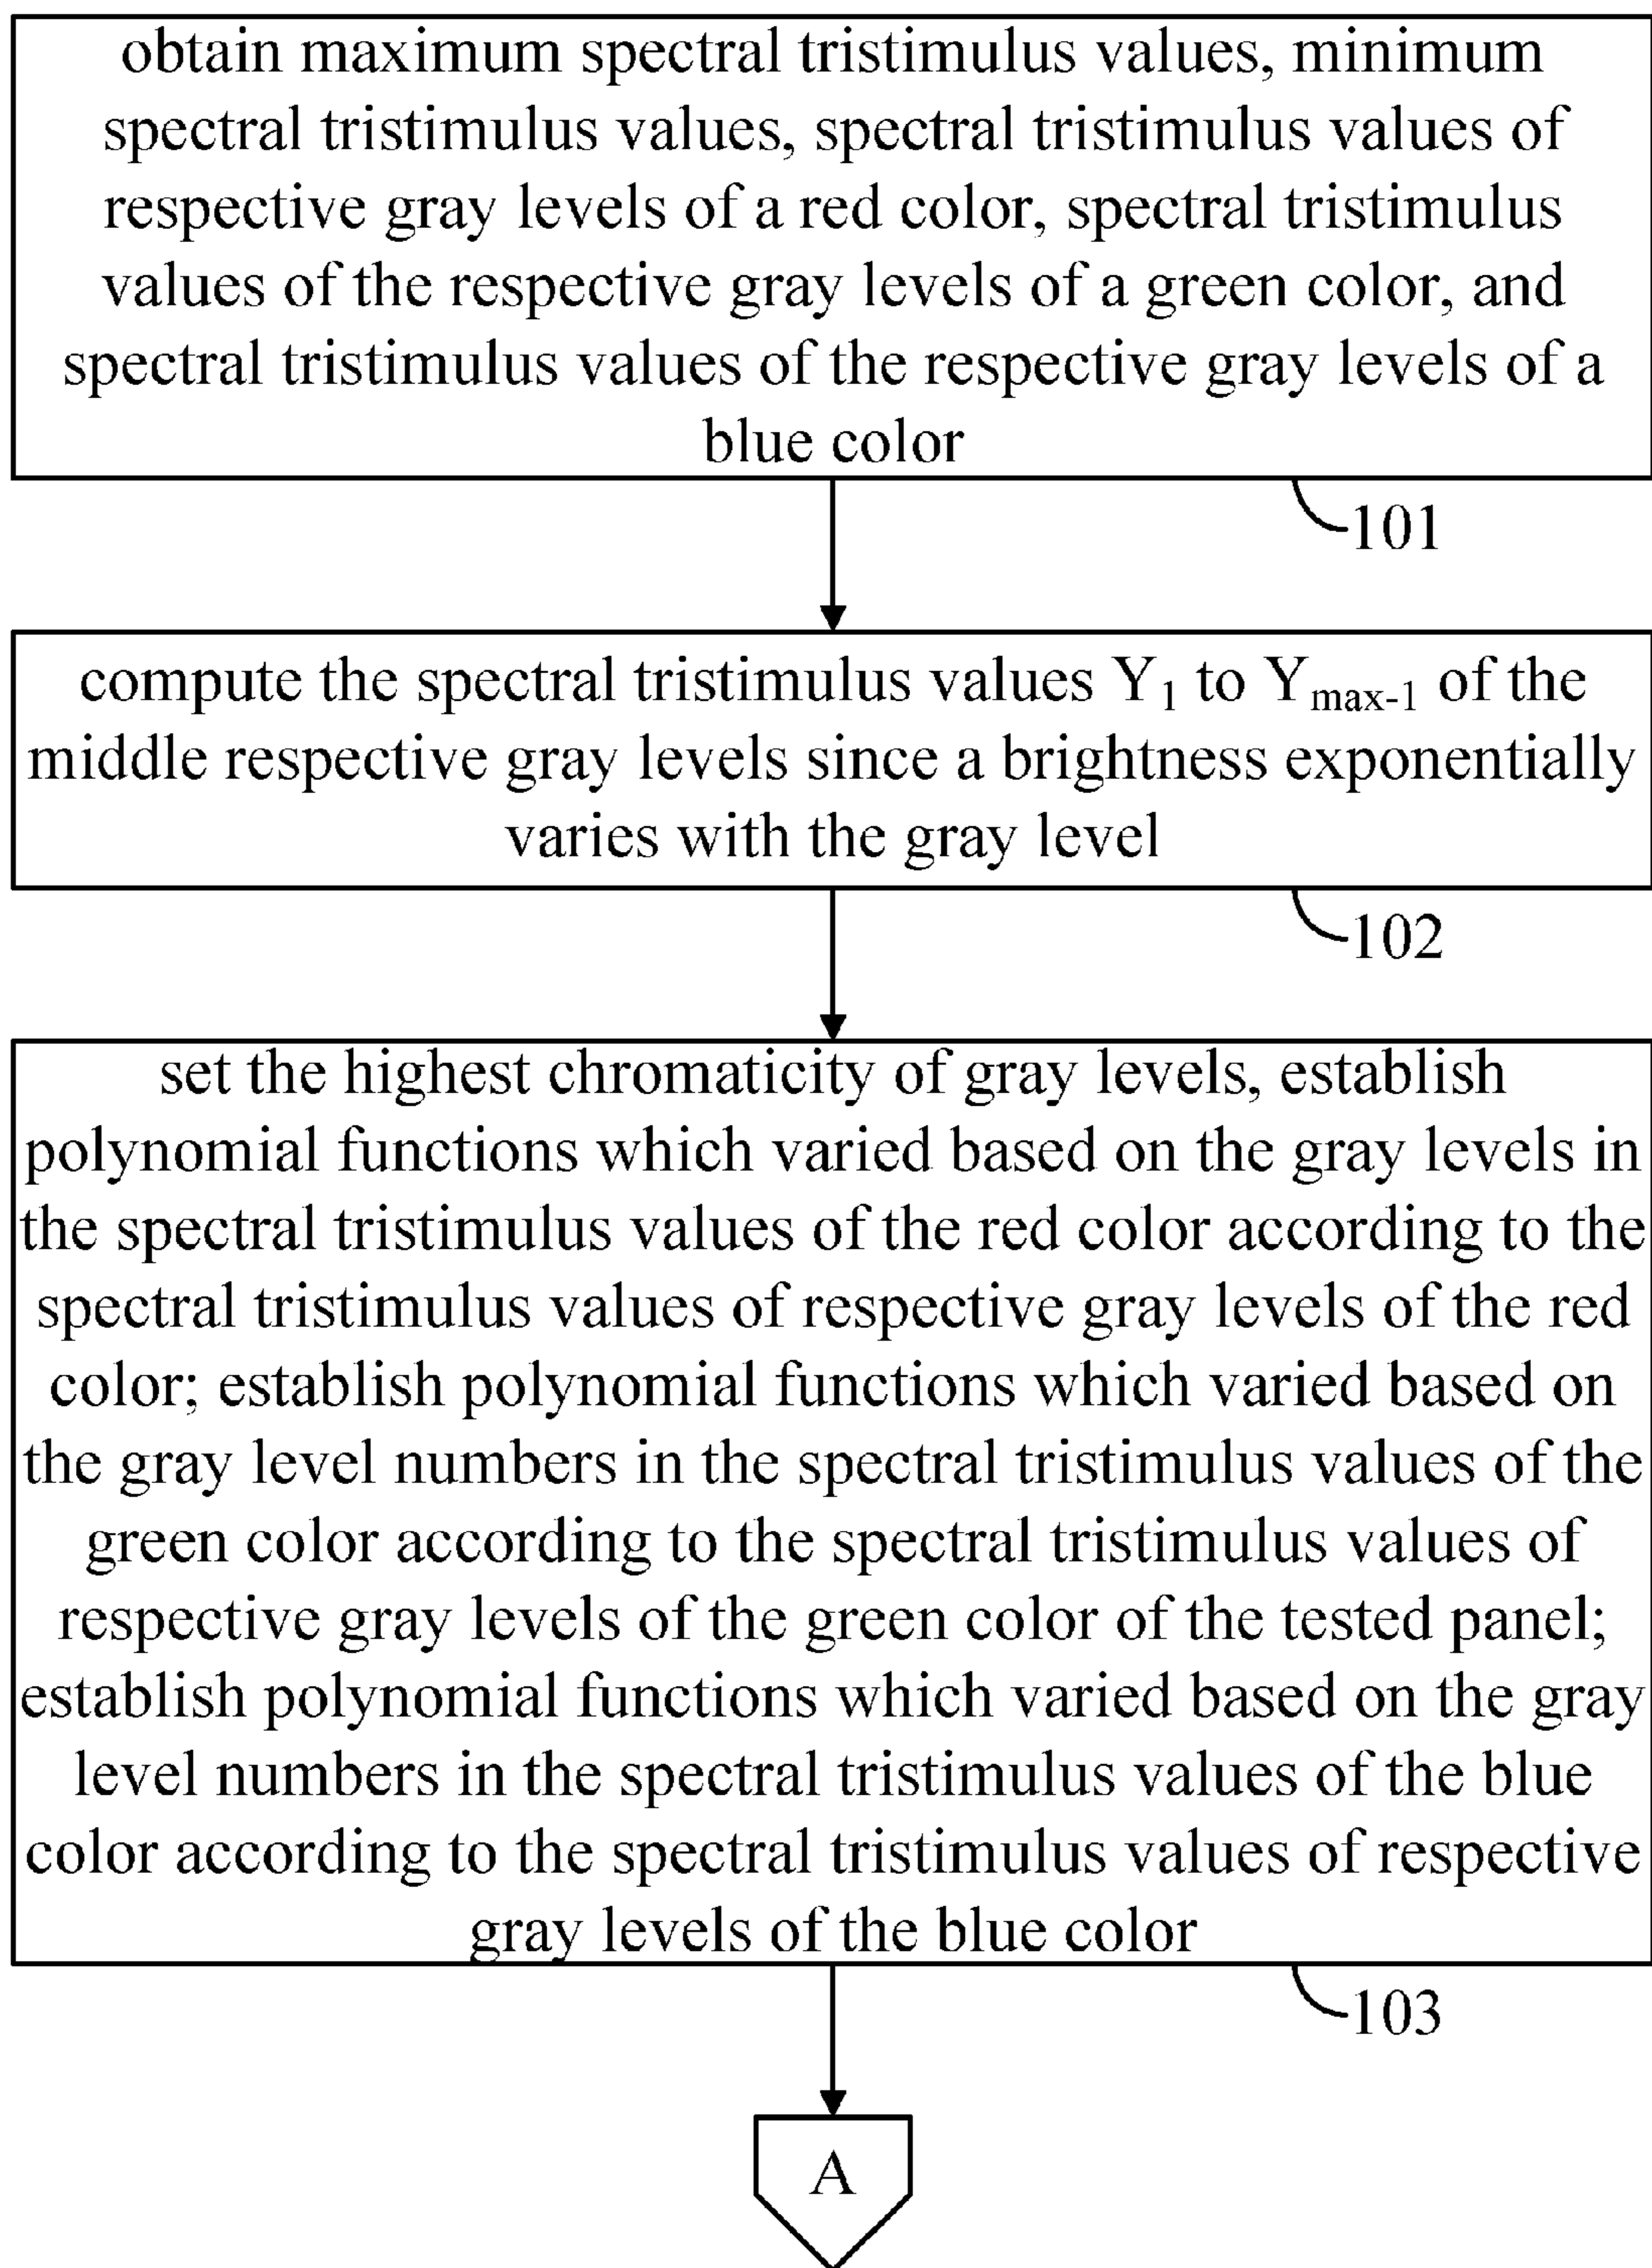 obtain maximum spectral tristimulus values, minimum
spectral tristimulus values, spectral tristimulus values of
respective gray levels of a red color, spectral tristimulus
values of the respective gray levels of a green color, and
spectral tristimulus values of the respective gray levels of a
blue color
101
compute the spectral tristimulus values Y₁ to Yₘₐₓ₋₁ of the
middle respective gray levels since a brightness exponentially
varies with the gray level
102
set the highest chromaticity of gray levels, establish
polynomial functions which varied based on the gray levels in
the spectral tristimulus values of the red color according to the
spectral tristimulus values of respective gray levels of the red
color; establish polynomial functions which varied based on
the gray level numbers in the spectral tristimulus values of the
green color according to the spectral tristimulus values of
respective gray levels of the green color of the tested panel;
establish polynomial functions which varied based on the gray
level numbers in the spectral tristimulus values of the blue
color according to the spectral tristimulus values of respective
gray levels of the blue color
103
A